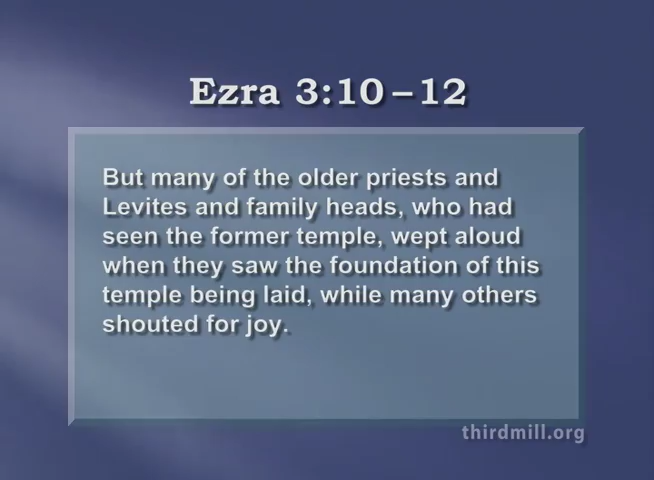 Ezra 3:10–12
But many of the older priests and
Levites and family heads, who had
seen the former temple, wept aloud
when they saw the foundation of this
temple being laid, while many others
shouted for joy.
thirdmill.org